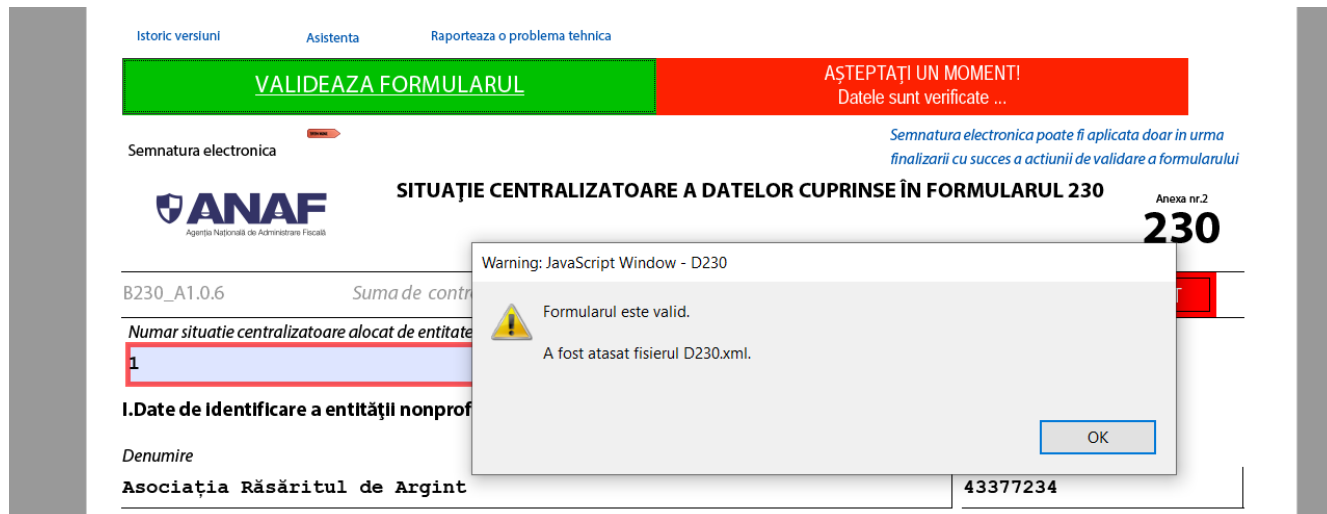 Istoric versiuni Asistenta Raporteaza o problema tehnica
VALIDEAZA FORMULARUL
AȘTEPTAȚI UN MOMENT!
Datele sunt verificate ...
Semnatura electronica
Semnatura electronica poate fi aplicata doar in urma
finalizarii cu succes a actiunii de validare a formularului
ANAF
Agenția Națională de Administrare Fiscală
SITUAŢIE CENTRALIZATOARE A DATELOR CUPRINSE ÎN FORMULARUL 230
Anexa nr.2
230
Warning: JavaScript Window - D230
Formularul este valid.
A fost atasat fisierul D230.xml.
OK
B230_A1.0.6 Suma de contr
Numar situatie centralizatoare alocat de entitate
1
I.Date de identificare a entităţii nonprof
Denumire
Asociația Răsăritul de Argint 43377234